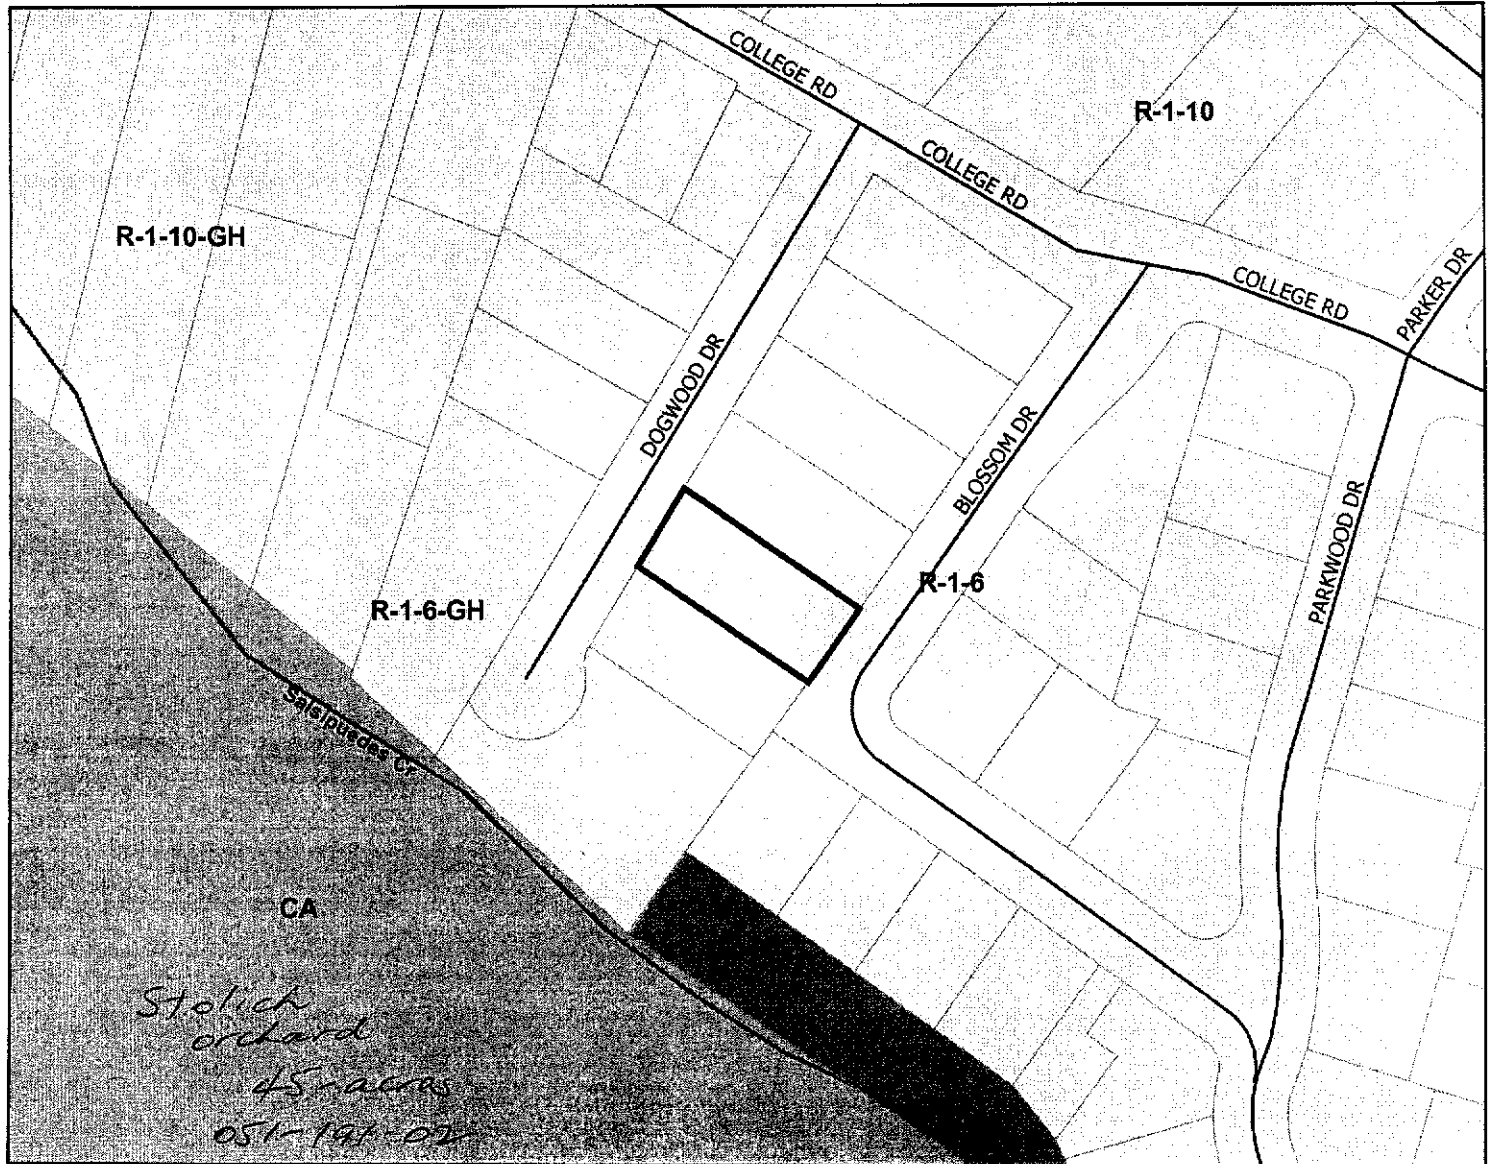 COLLEGE RD
R-1-10
COLLEGE RD
R-1-10-GH
COLLEGE RD
PARKER DR
DOGWOOD DR
BLOSSOM DR
PARKWOOD DR
R-1-6
R-1-6-GH
Salsipuedes Cr
CA
Stolich
orchard
45-acres
051-191-02